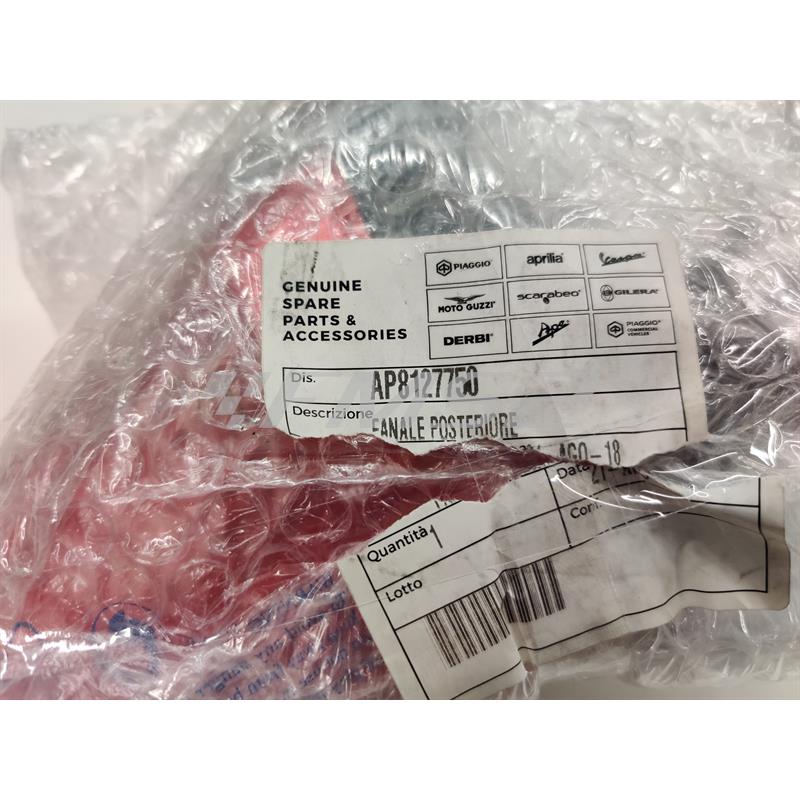 GENUINE
SPARE
PARTS &
ACCESSORIES
PIAGGIO
aprilia
Vespa
MOTO GUZZI
scarabeo
GILERA
DERBI
Ape
PIAGGIO
COMMERCIAL
VEHICLES
Dis.
AP8127750
Descrizione
FANALE POSTERIORE
AGO-18
Data
Quantità
1
Lotto